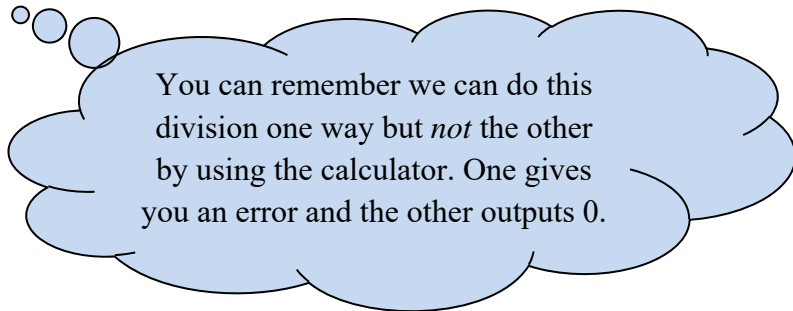 You can remember we can do this
division one way but not the other
by using the calculator. One gives
you an error and the other outputs 0.